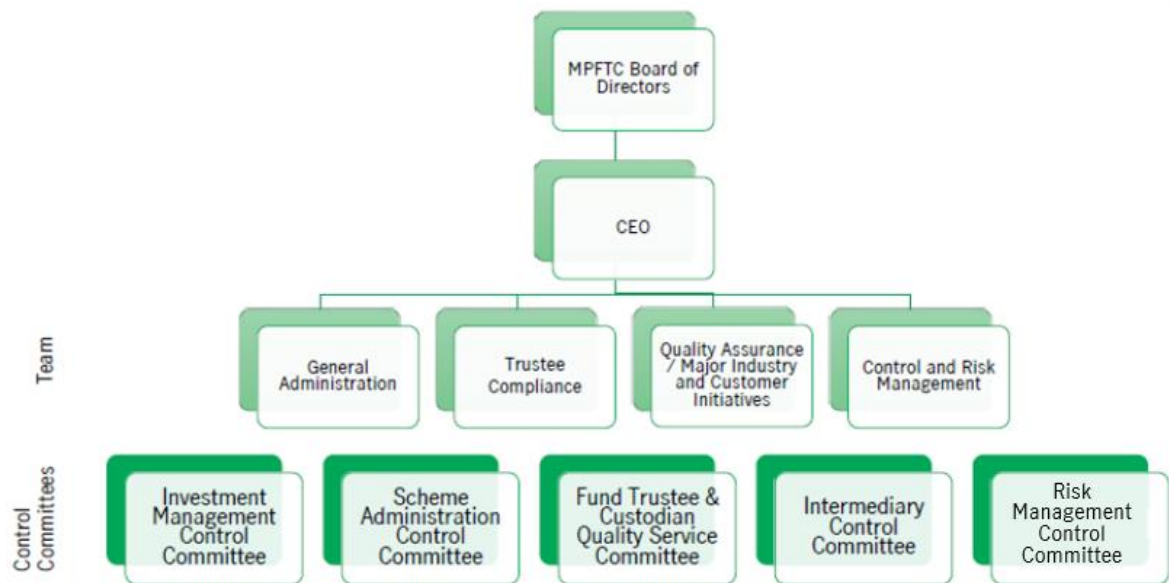 MPFTC Board of
Directors
CEO
Team
General
Administration
Trustee
Compliance
Quality Assurance
/ Major Industry
and Customer
Initiatives
Control and Risk
Management
Control
Committees
Investment
Management
Control
Committee
Scheme
Administration
Control
Committee
Fund Trustee &
Custodian
Quality Service
Committee
Intermediary
Control
Committee
Risk
Management
Control
Committee